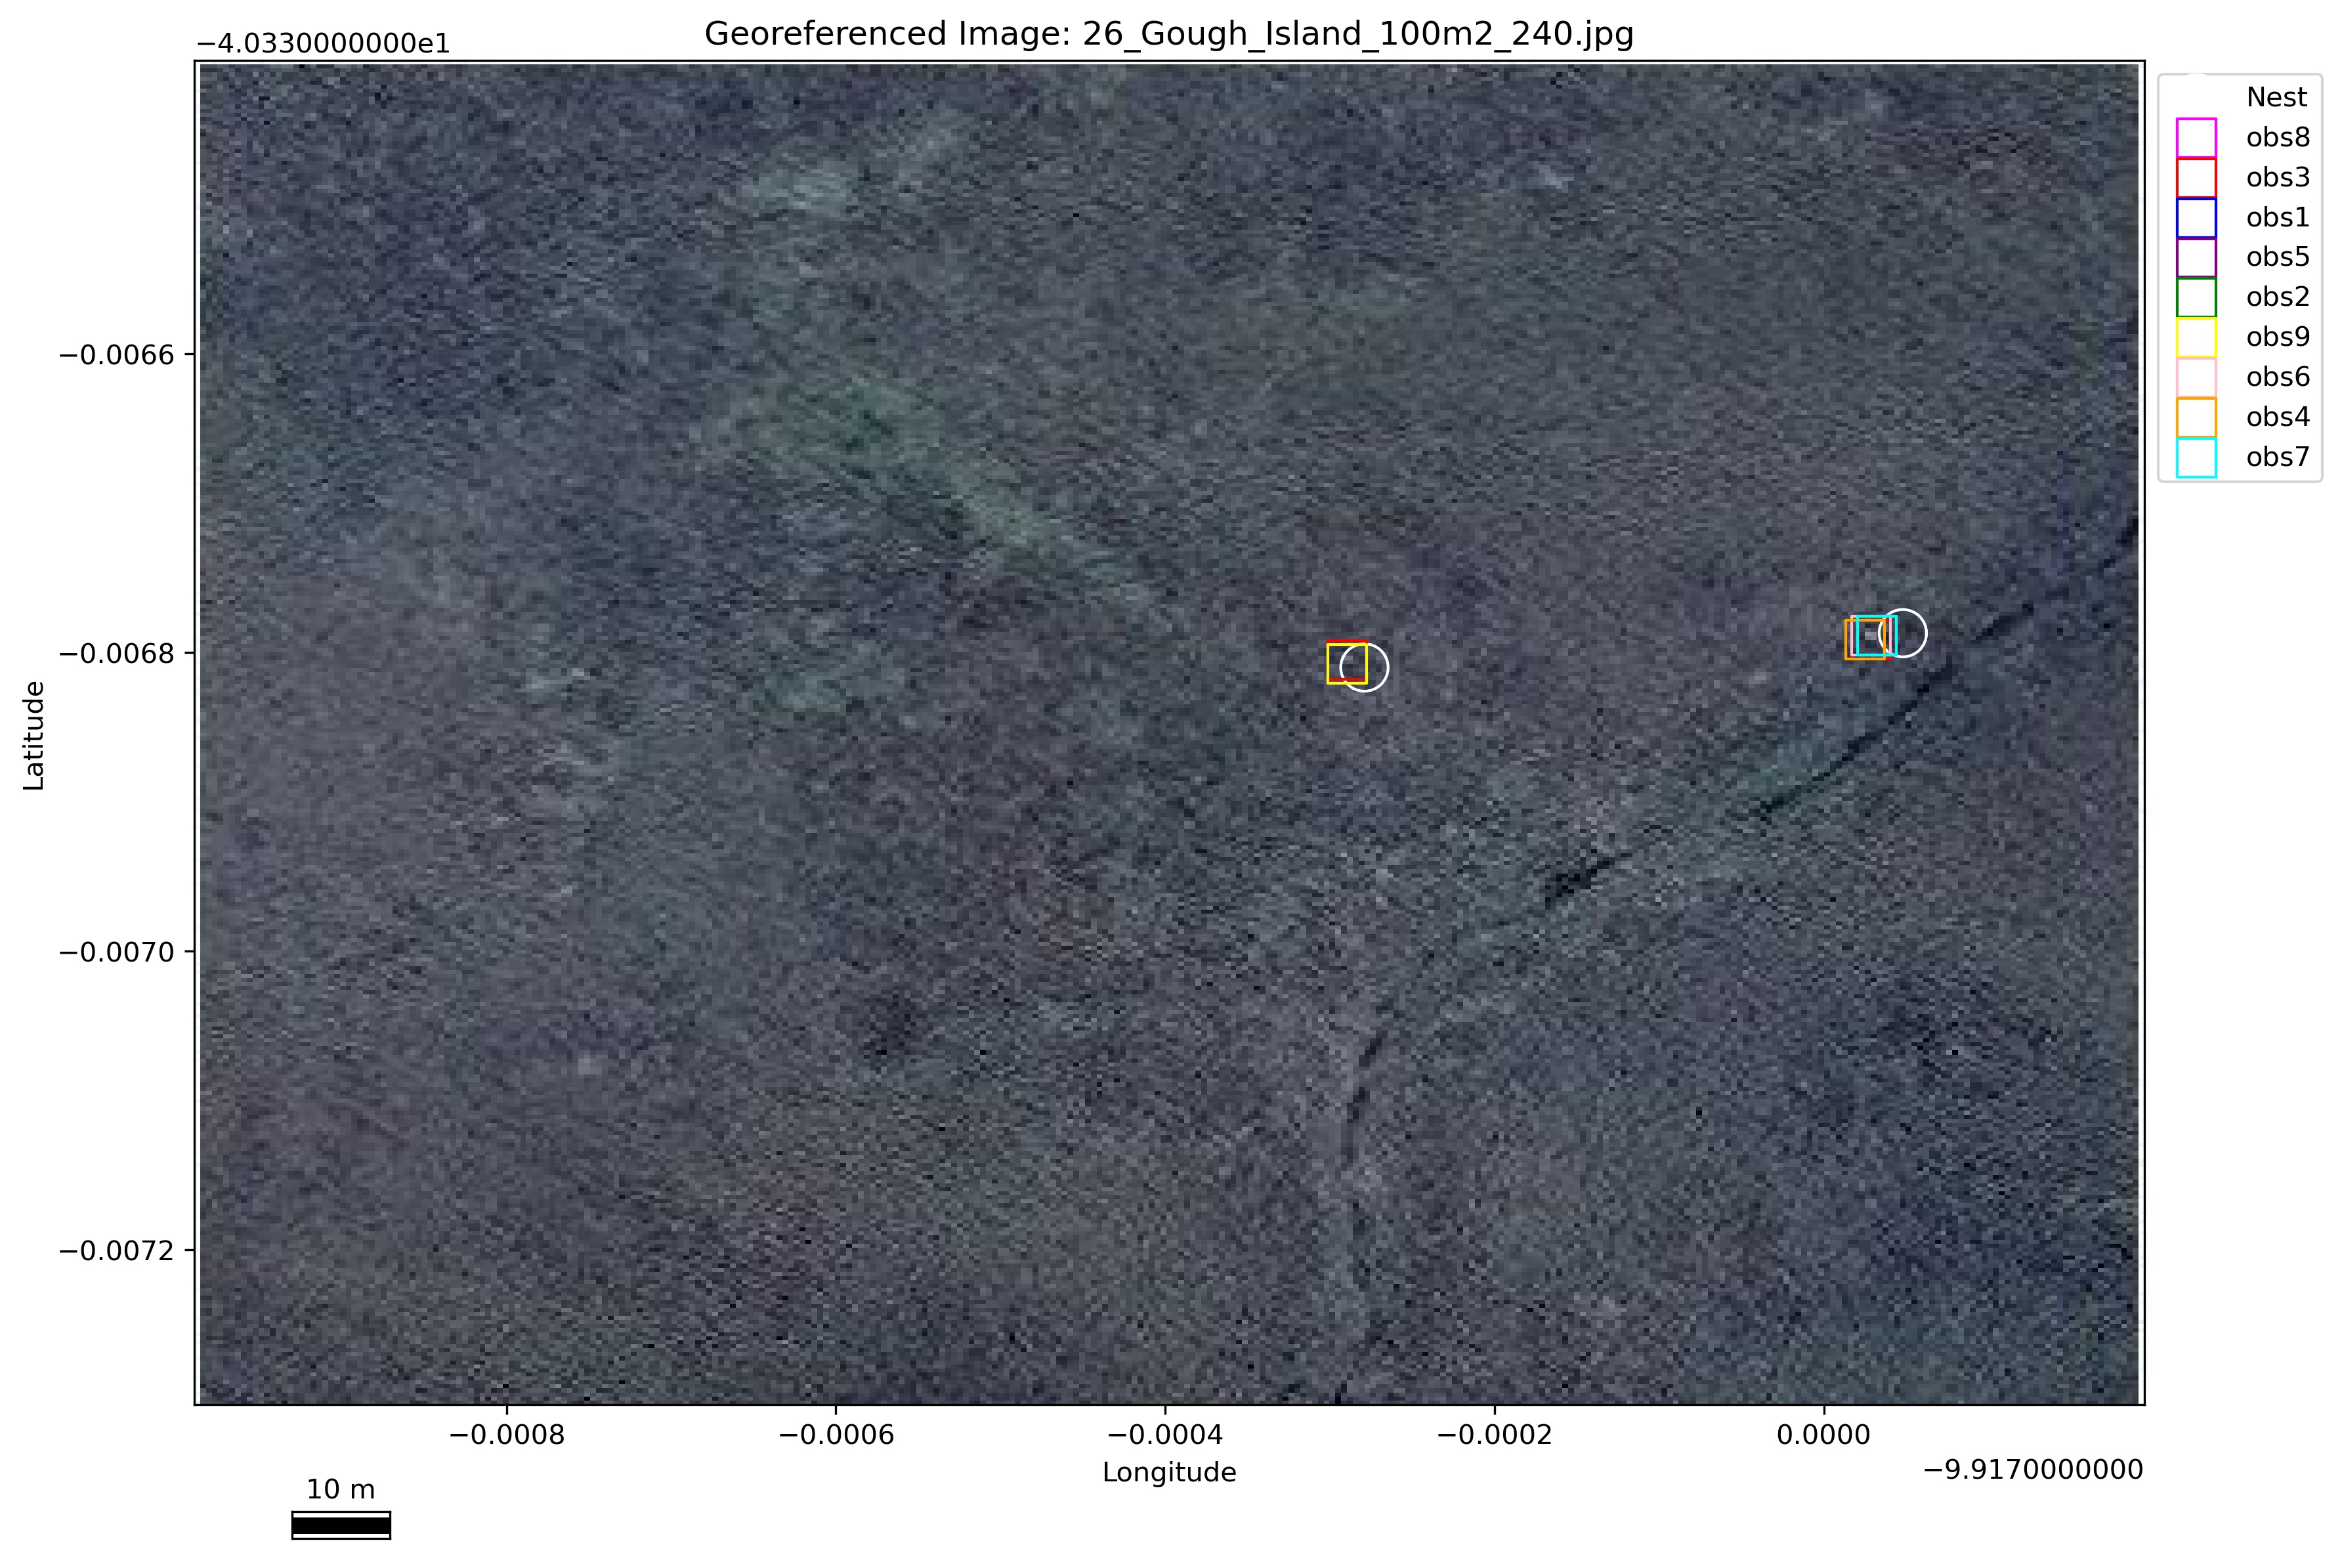 Georeferenced Image: 26_Gough_Island_100m2_240.jpg
−4.0330000000e1
Nest
obs8
obs3
obs1
obs5
obs2
obs9
obs6
obs4
obs7
−0.0066
−0.0068
−0.0070
−0.0072
Latitude
−0.0008
−0.0006
−0.0004
−0.0002
0.0000
Longitude
−9.9170000000
10 m